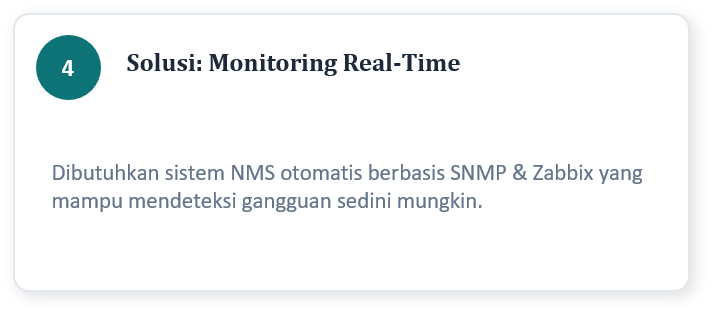 4
Solusi: Monitoring Real-Time
Dibutuhkan sistem NMS otomatis berbasis SNMP & Zabbix yang
mampu mendeteksi gangguan sedini mungkin.